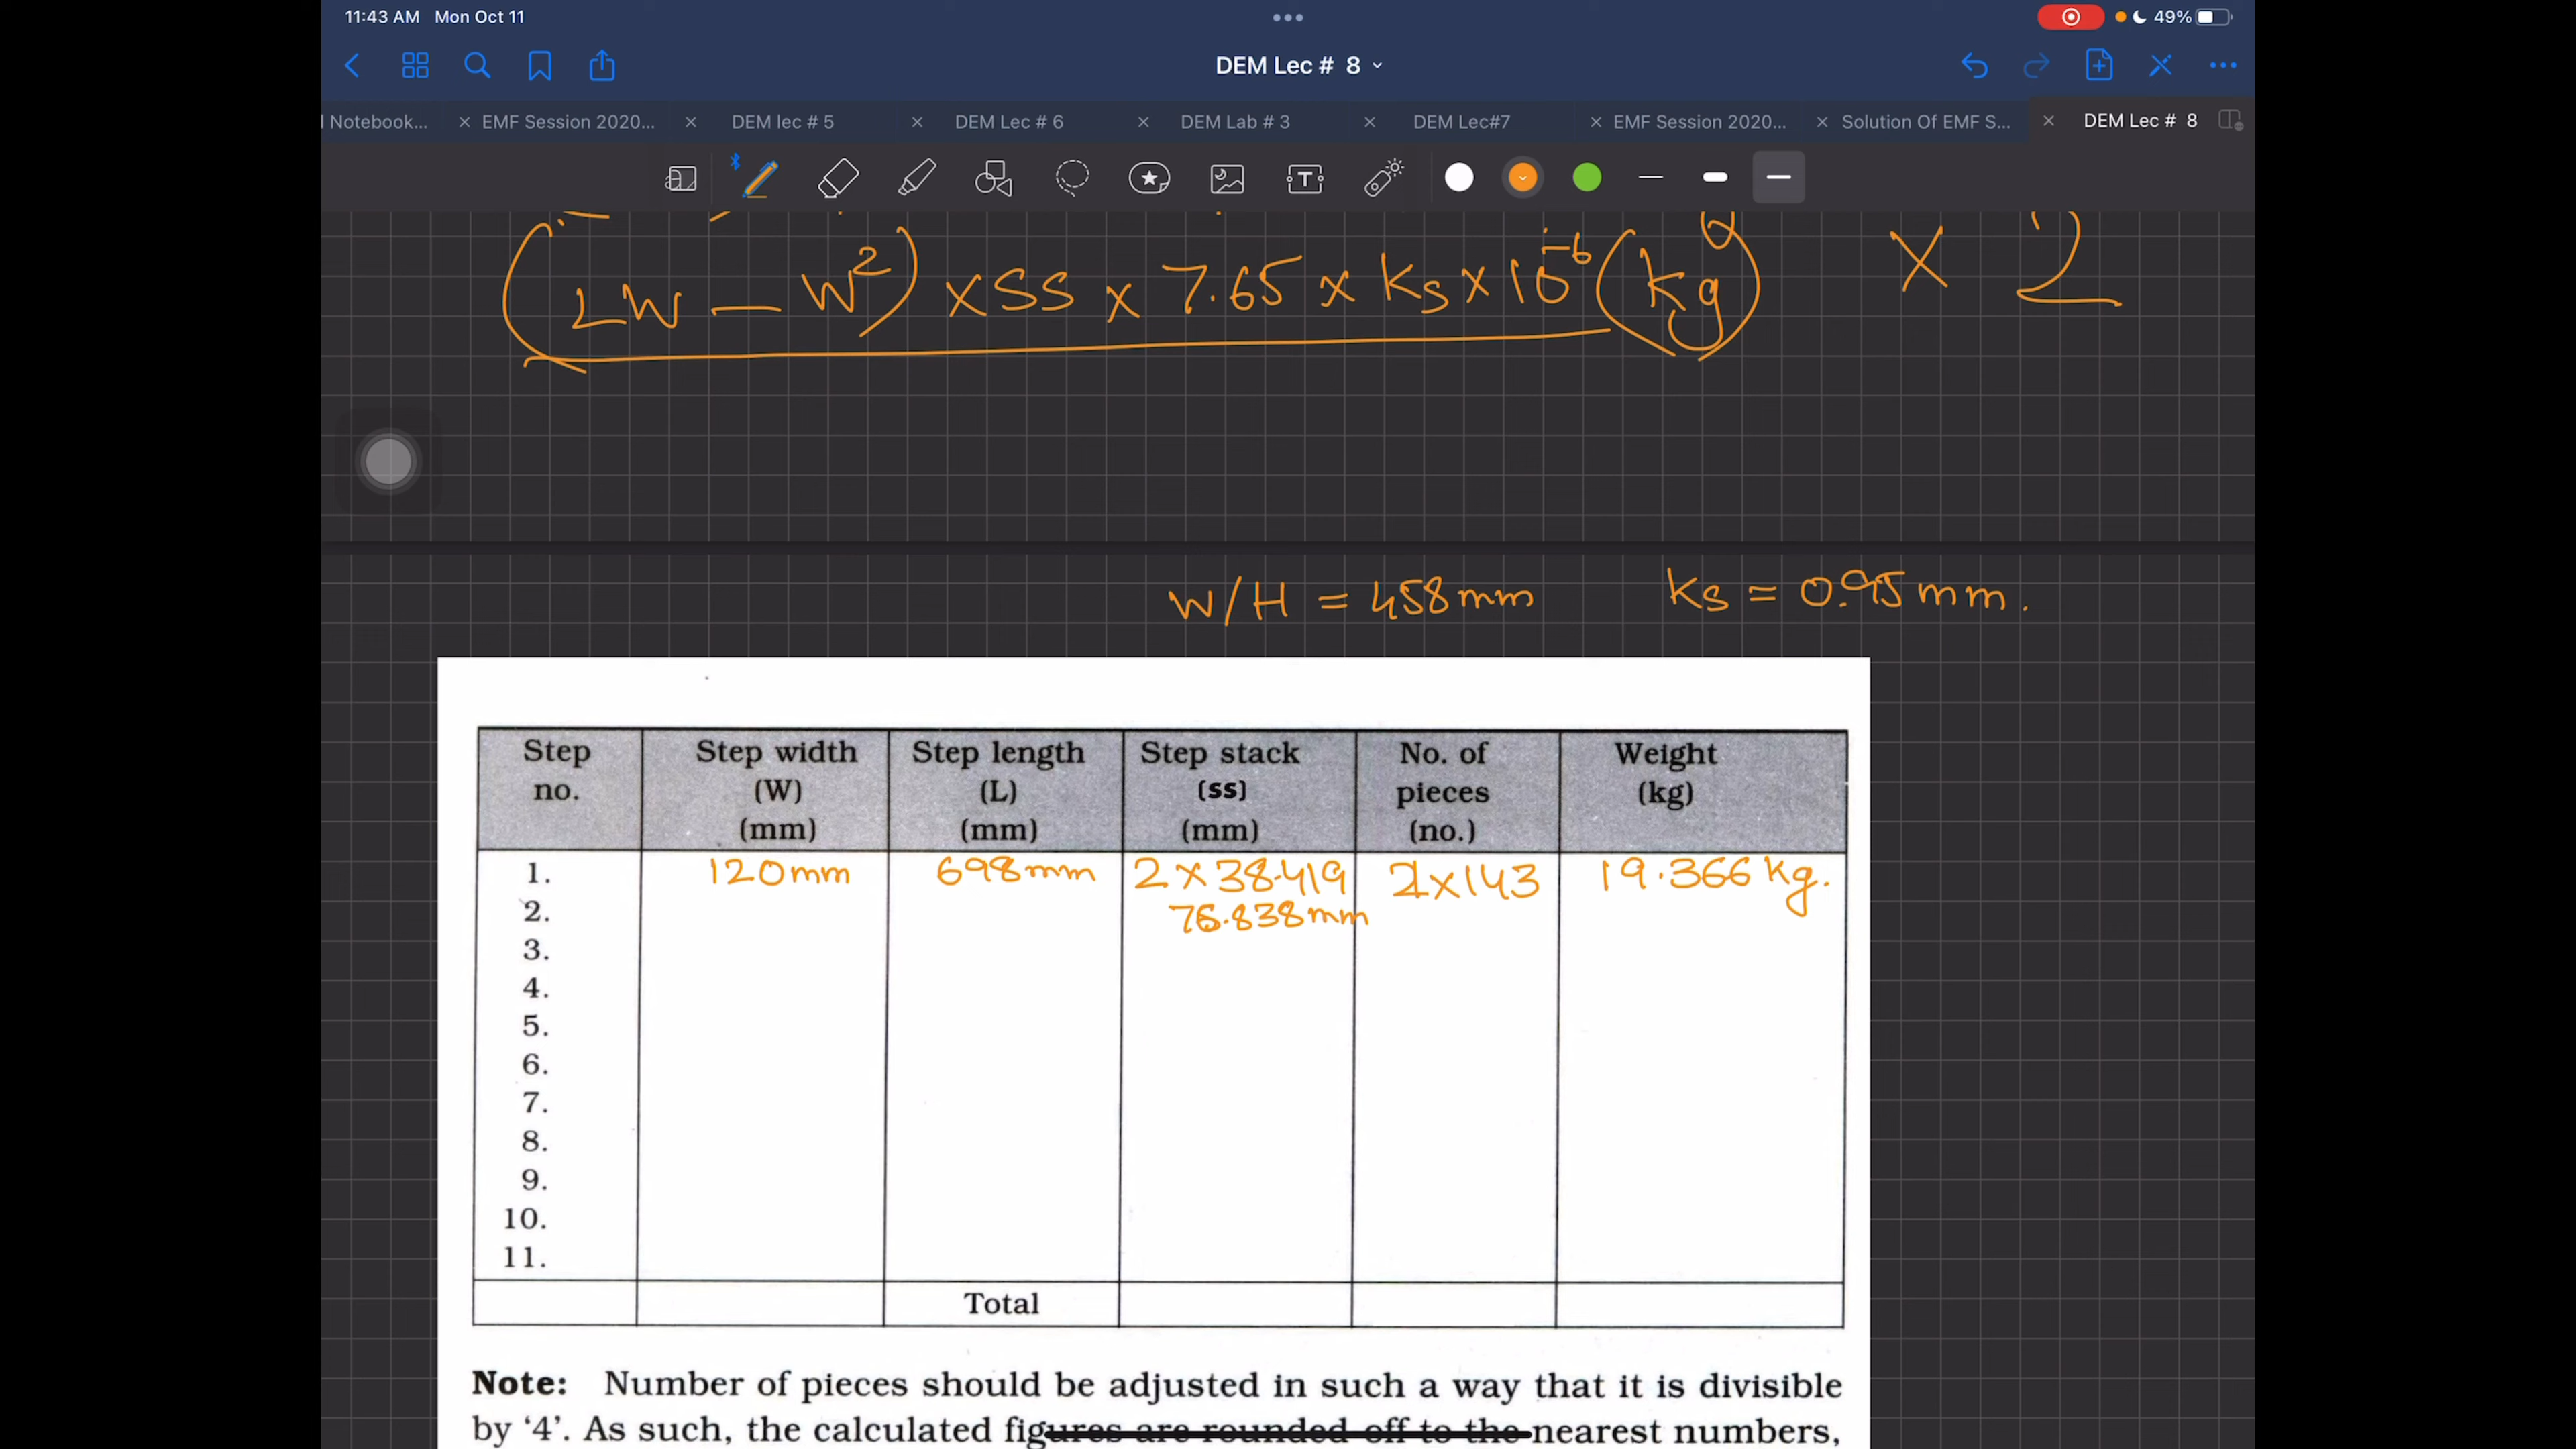 11:43 AM Mon Oct 11
49%
DEM Lec # 8
l Notebook...
EMF Session 2020...
DEM lec # 5
DEM Lec # 6
DEM Lab # 3
DEM Lec#7
EMF Session 2020...
Solution Of EMF S...
DEM Lec # 8
(LW - W²) x SS x 7.65 x Ks x 10⁻⁶ (kg) x 2
W/H = 458mm Ks = 0.95mm.
Step no. Step width (W) (mm) Step length (L) (mm) Step stack (SS) (mm) No. of pieces (no.) Weight (kg)
1. 120mm 698mm 2 x 38.419 2x143 19.366 kg.
2. 76.838mm
3.
4.
5.
6.
7.
8.
9.
10.
11.
Total
Note: Number of pieces should be adjusted in such a way that it is divisible
by '4'. As such, the calculated figures are rounded off to the nearest numbers,